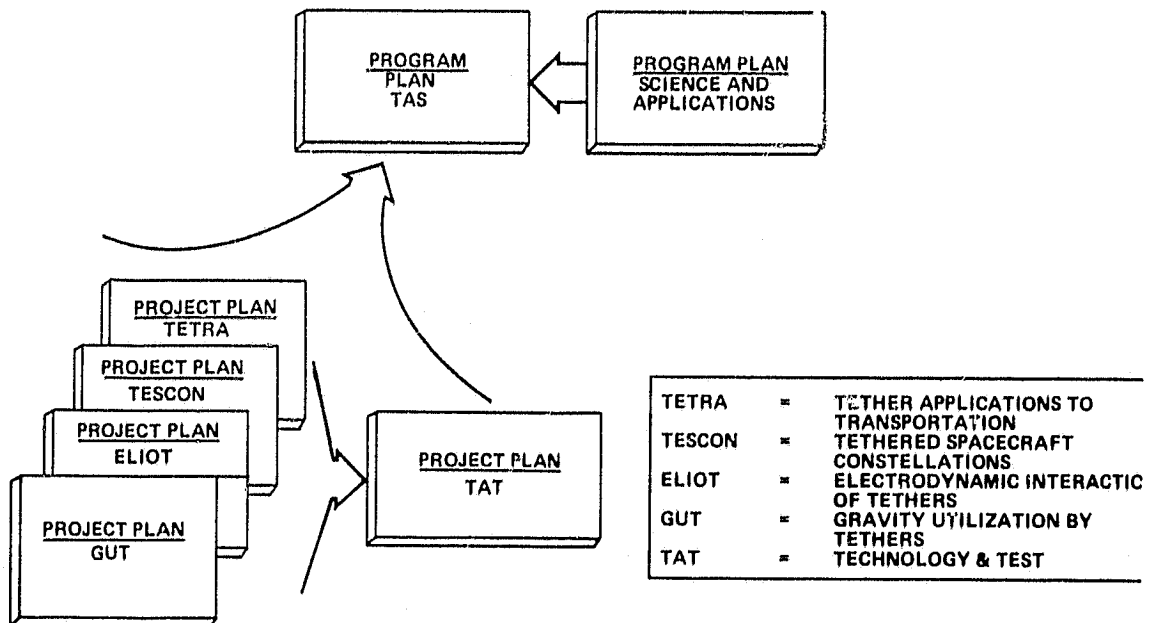 PROGRAM
PLAN
TAS
PROGRAM PLAN
SCIENCE AND
APPLICATIONS
PROJECT PLAN
TETRA
PROJECT PLAN
TESCON
PROJECT PLAN
ELIOT
PROJECT PLAN
GUT
PROJECT PLAN
TAT
TETRA = TETHER APPLICATIONS TO
TRANSPORTATION
TESCON = TETHERED SPACECRAFT
CONSTELLATIONS
ELIOT = ELECTRODYNAMIC INTERACTIC
OF TETHERS
GUT = GRAVITY UTILIZATION BY
TETHERS
TAT = TECHNOLOGY & TEST